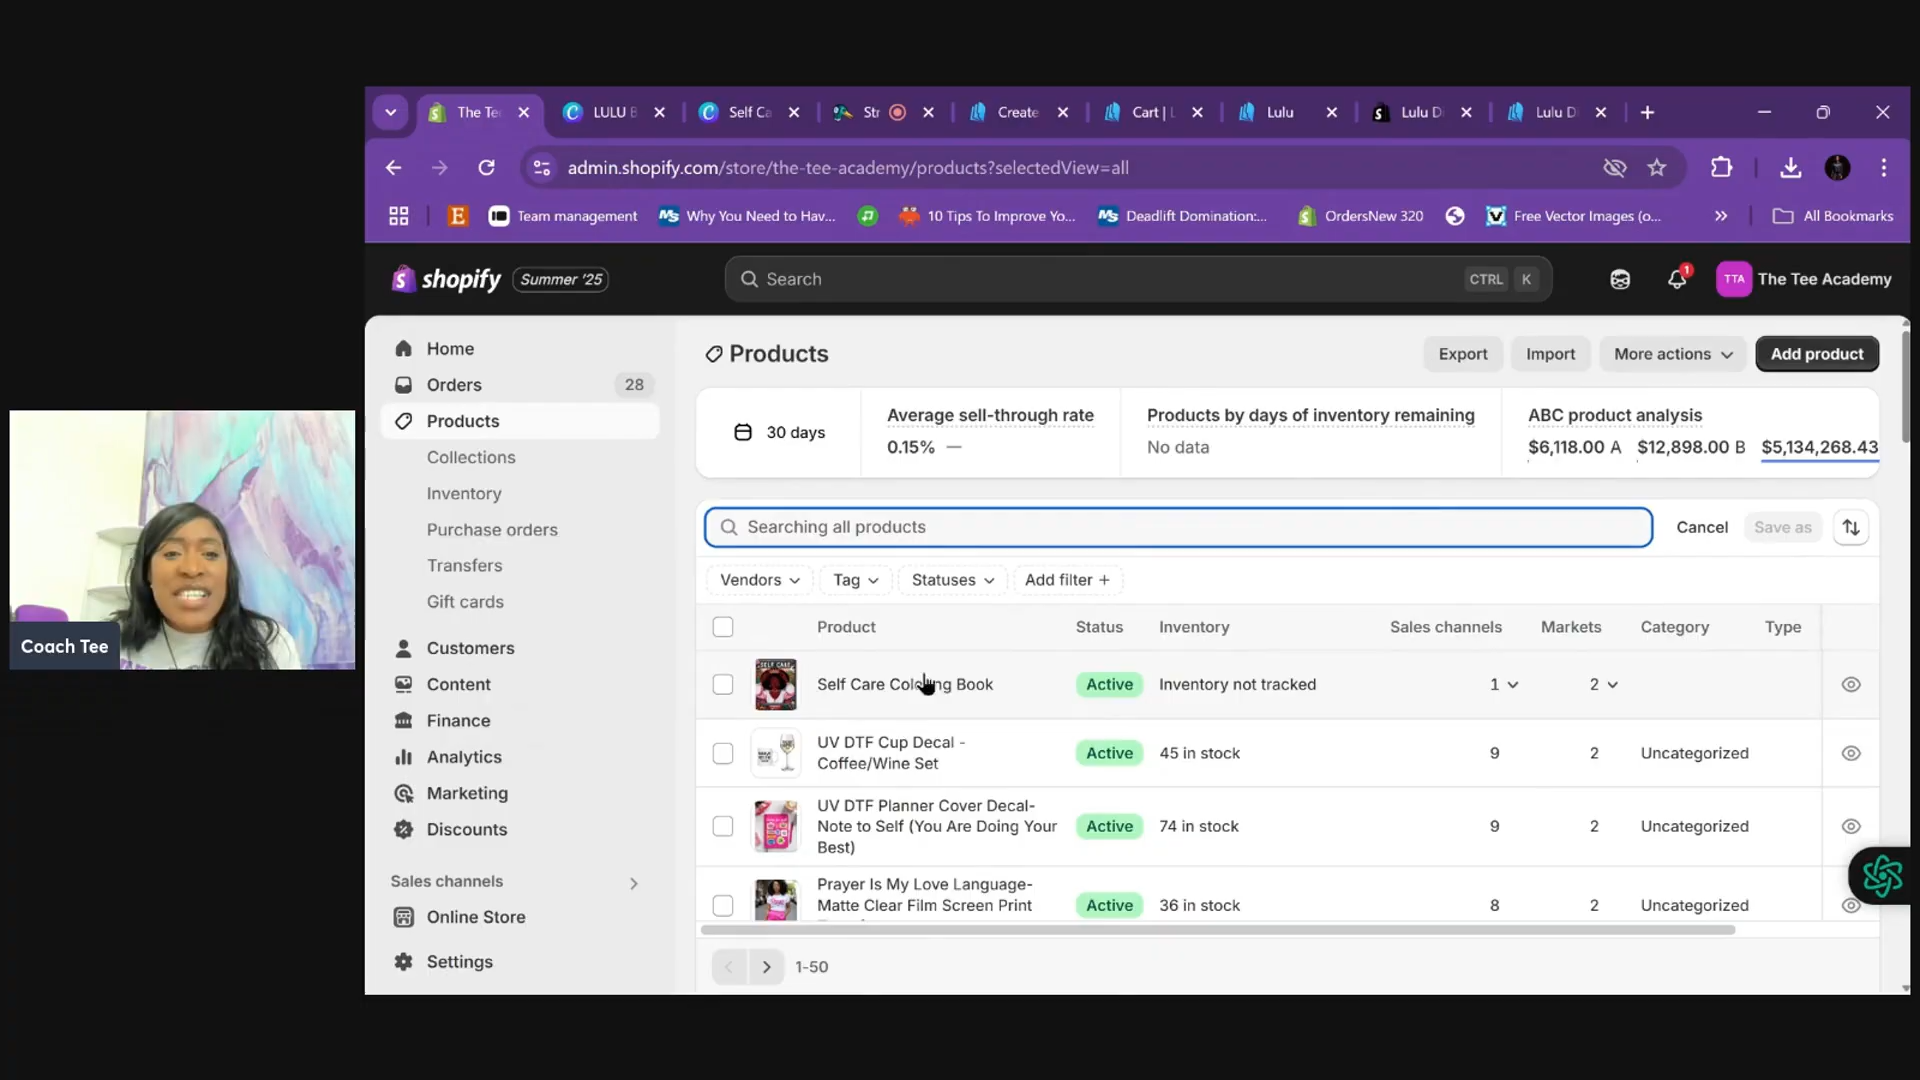 The Te
LULU B
Self Ca
Str
Create
Cart | L
Lulu
Lulu Di
Lulu Di
admin.shopify.com/store/the-tee-academy/products?selectedView=all
Team management
Why You Need to Hav...
10 Tips To Improve Yo...
Deadlift Domination:...
OrdersNew 320
Free Vector Images (o...
All Bookmarks
shopify
Summer '25
Search
CTRL K
1
TTA
The Tee Academy
Home
Orders 28
Products
Collections
Inventory
Purchase orders
Transfers
Gift cards
Customers
Content
Finance
Analytics
Marketing
Discounts
Sales channels
Online Store
Settings
Products
Export
Import
More actions
Add product
30 days
Average sell-through rate
0.15% —
Products by days of inventory remaining
No data
ABC product analysis
$6,118.00 A $12,898.00 B $5,134,268.43
Searching all products
Cancel
Save as
Vendors
Tag
Statuses
Add filter +
Product Status Inventory Sales channels Markets Category Type
SELF CARE
Self Care Coloring Book Active Inventory not tracked 1 2
UV DTF Cup Decal -
Coffee/Wine Set
Active 45 in stock 9 2 Uncategorized
UV DTF Planner Cover Decal-
Note to Self (You Are Doing Your
Best)
Active 74 in stock 9 2 Uncategorized
Prayer Is My Love Language-
Matte Clear Film Screen Print
Active 36 in stock 8 2 Uncategorized
1-50
Coach Tee